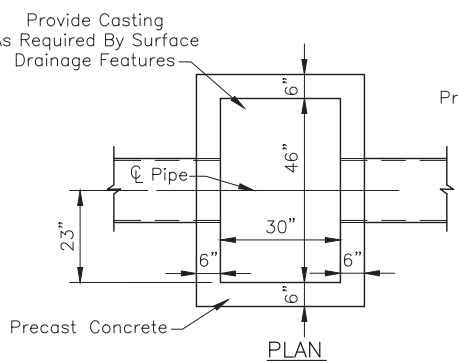 Provide Casting
As Required By Surface
Drainage Features
6"
Pr
46"
℄ Pipe
30"
23"
6"
6"
6"
Precast Concrete
PLAN